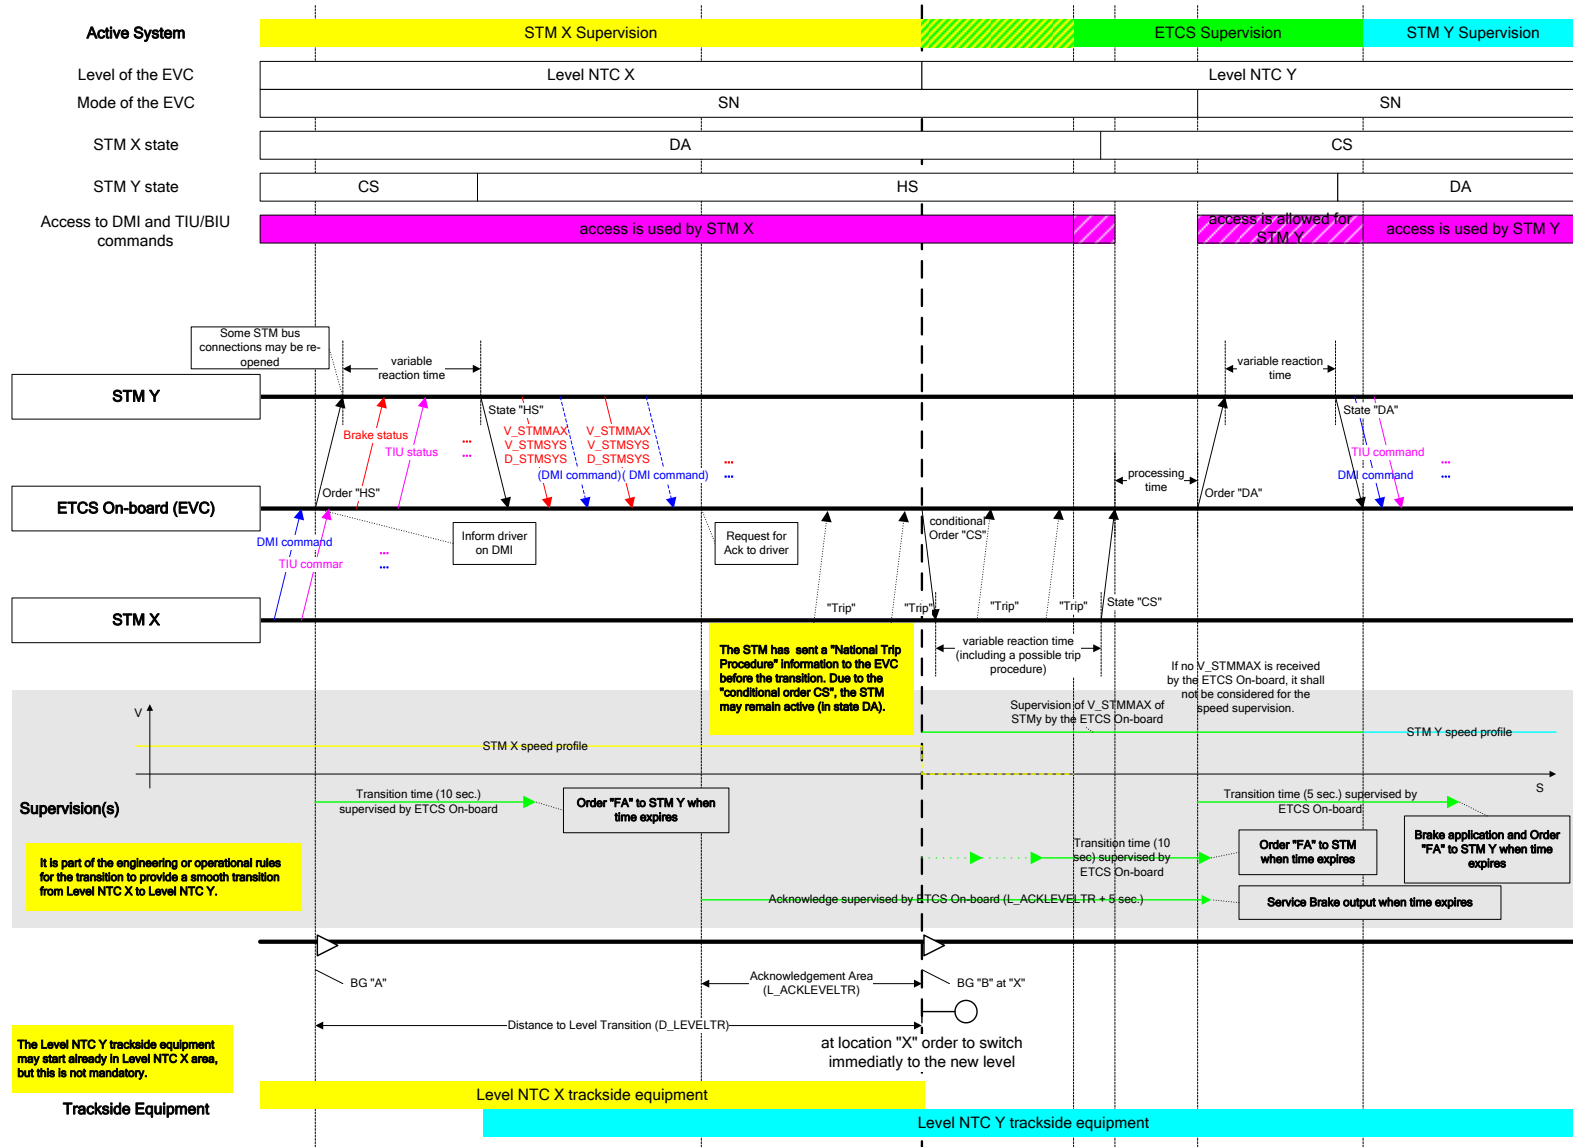 Active System
STM X Supervision
ETCS Supervision
STM Y Supervision
Level of the EVC
Level NTC X
Level NTC Y
Mode of the EVC
SN
SN
STM X state
DA
CS
STM Y state
CS
HS
DA
Access to DMI and TIU/BIU
commands
access is used by STM X
access is allowed for
STM Y
access is used by STM Y
Some STM bus
connections may be re-
opened
variable
reaction time
variable reaction
time
STM Y
State "HS"
State "DA"
Brake status
TIU status
...
...
V_STMMAX
V_STMSYS
D_STMSYS
(DMI command)
V_STMMAX
V_STMSYS
D_STMSYS
( DMI command)
...
...
TIU command
DMI command
...
...
processing
time
Order "HS"
Order "DA"
ETCS On-board (EVC)
DMI command
TIU commar
...
...
Inform driver
on DMI
Request for
Ack to driver
conditional
Order "CS"
"Trip"
"Trip"
"Trip"
"Trip"
State "CS"
STM X
The STM has sent a "National Trip
Procedure" information to the EVC
before the transition. Due to the
"conditional order CS", the STM
may remain active (in state DA).
variable reaction time
(including a possible trip
procedure)
If no V_STMMAX is received
by the ETCS On-board, it shall
not be considered for the
speed supervision.
Supervision of V_STMMAX of
STMy by the ETCS On-board
V
STM X speed profile
STM Y speed profile
S
Supervision(s)
Transition time (10 sec.)
supervised by ETCS On-board
Order "FA" to STM Y when
time expires
Transition time (5 sec.) supervised by
ETCS On-board
Brake application and Order
"FA" to STM Y when time
expires
Transition time (10
sec) supervised by
ETCS On-board
Order "FA" to STM
when time expires
It is part of the engineering or operational rules
for the transition to provide a smooth transition
from Level NTC X to Level NTC Y.
Acknowledge supervised by ETCS On-board (L_ACKLEVELTR + 5 sec.)
Service Brake output when time expires
BG "A"
Acknowledgement Area
(L_ACKLEVELTR)
BG "B" at "X"
Distance to Level Transition (D_LEVELTR)
at location "X" order to switch
immediatly to the new level
The Level NTC Y trackside equipment
may start already in Level NTC X area,
but this is not mandatory.
Level NTC X trackside equipment
Trackside Equipment
Level NTC Y trackside equipment